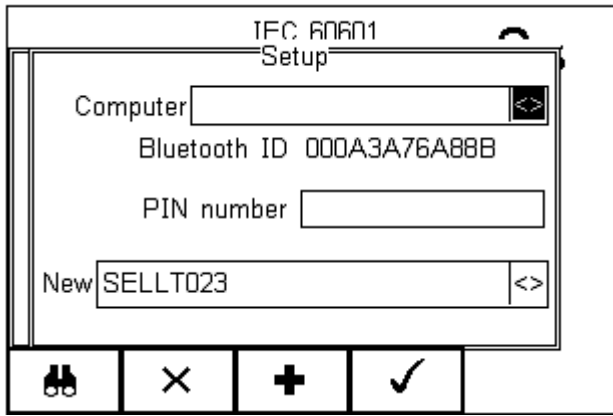 IEC 60601
Setup
Computer <>
Bluetooth ID 000A3A76A88B
PIN number
New SELLT023 <>